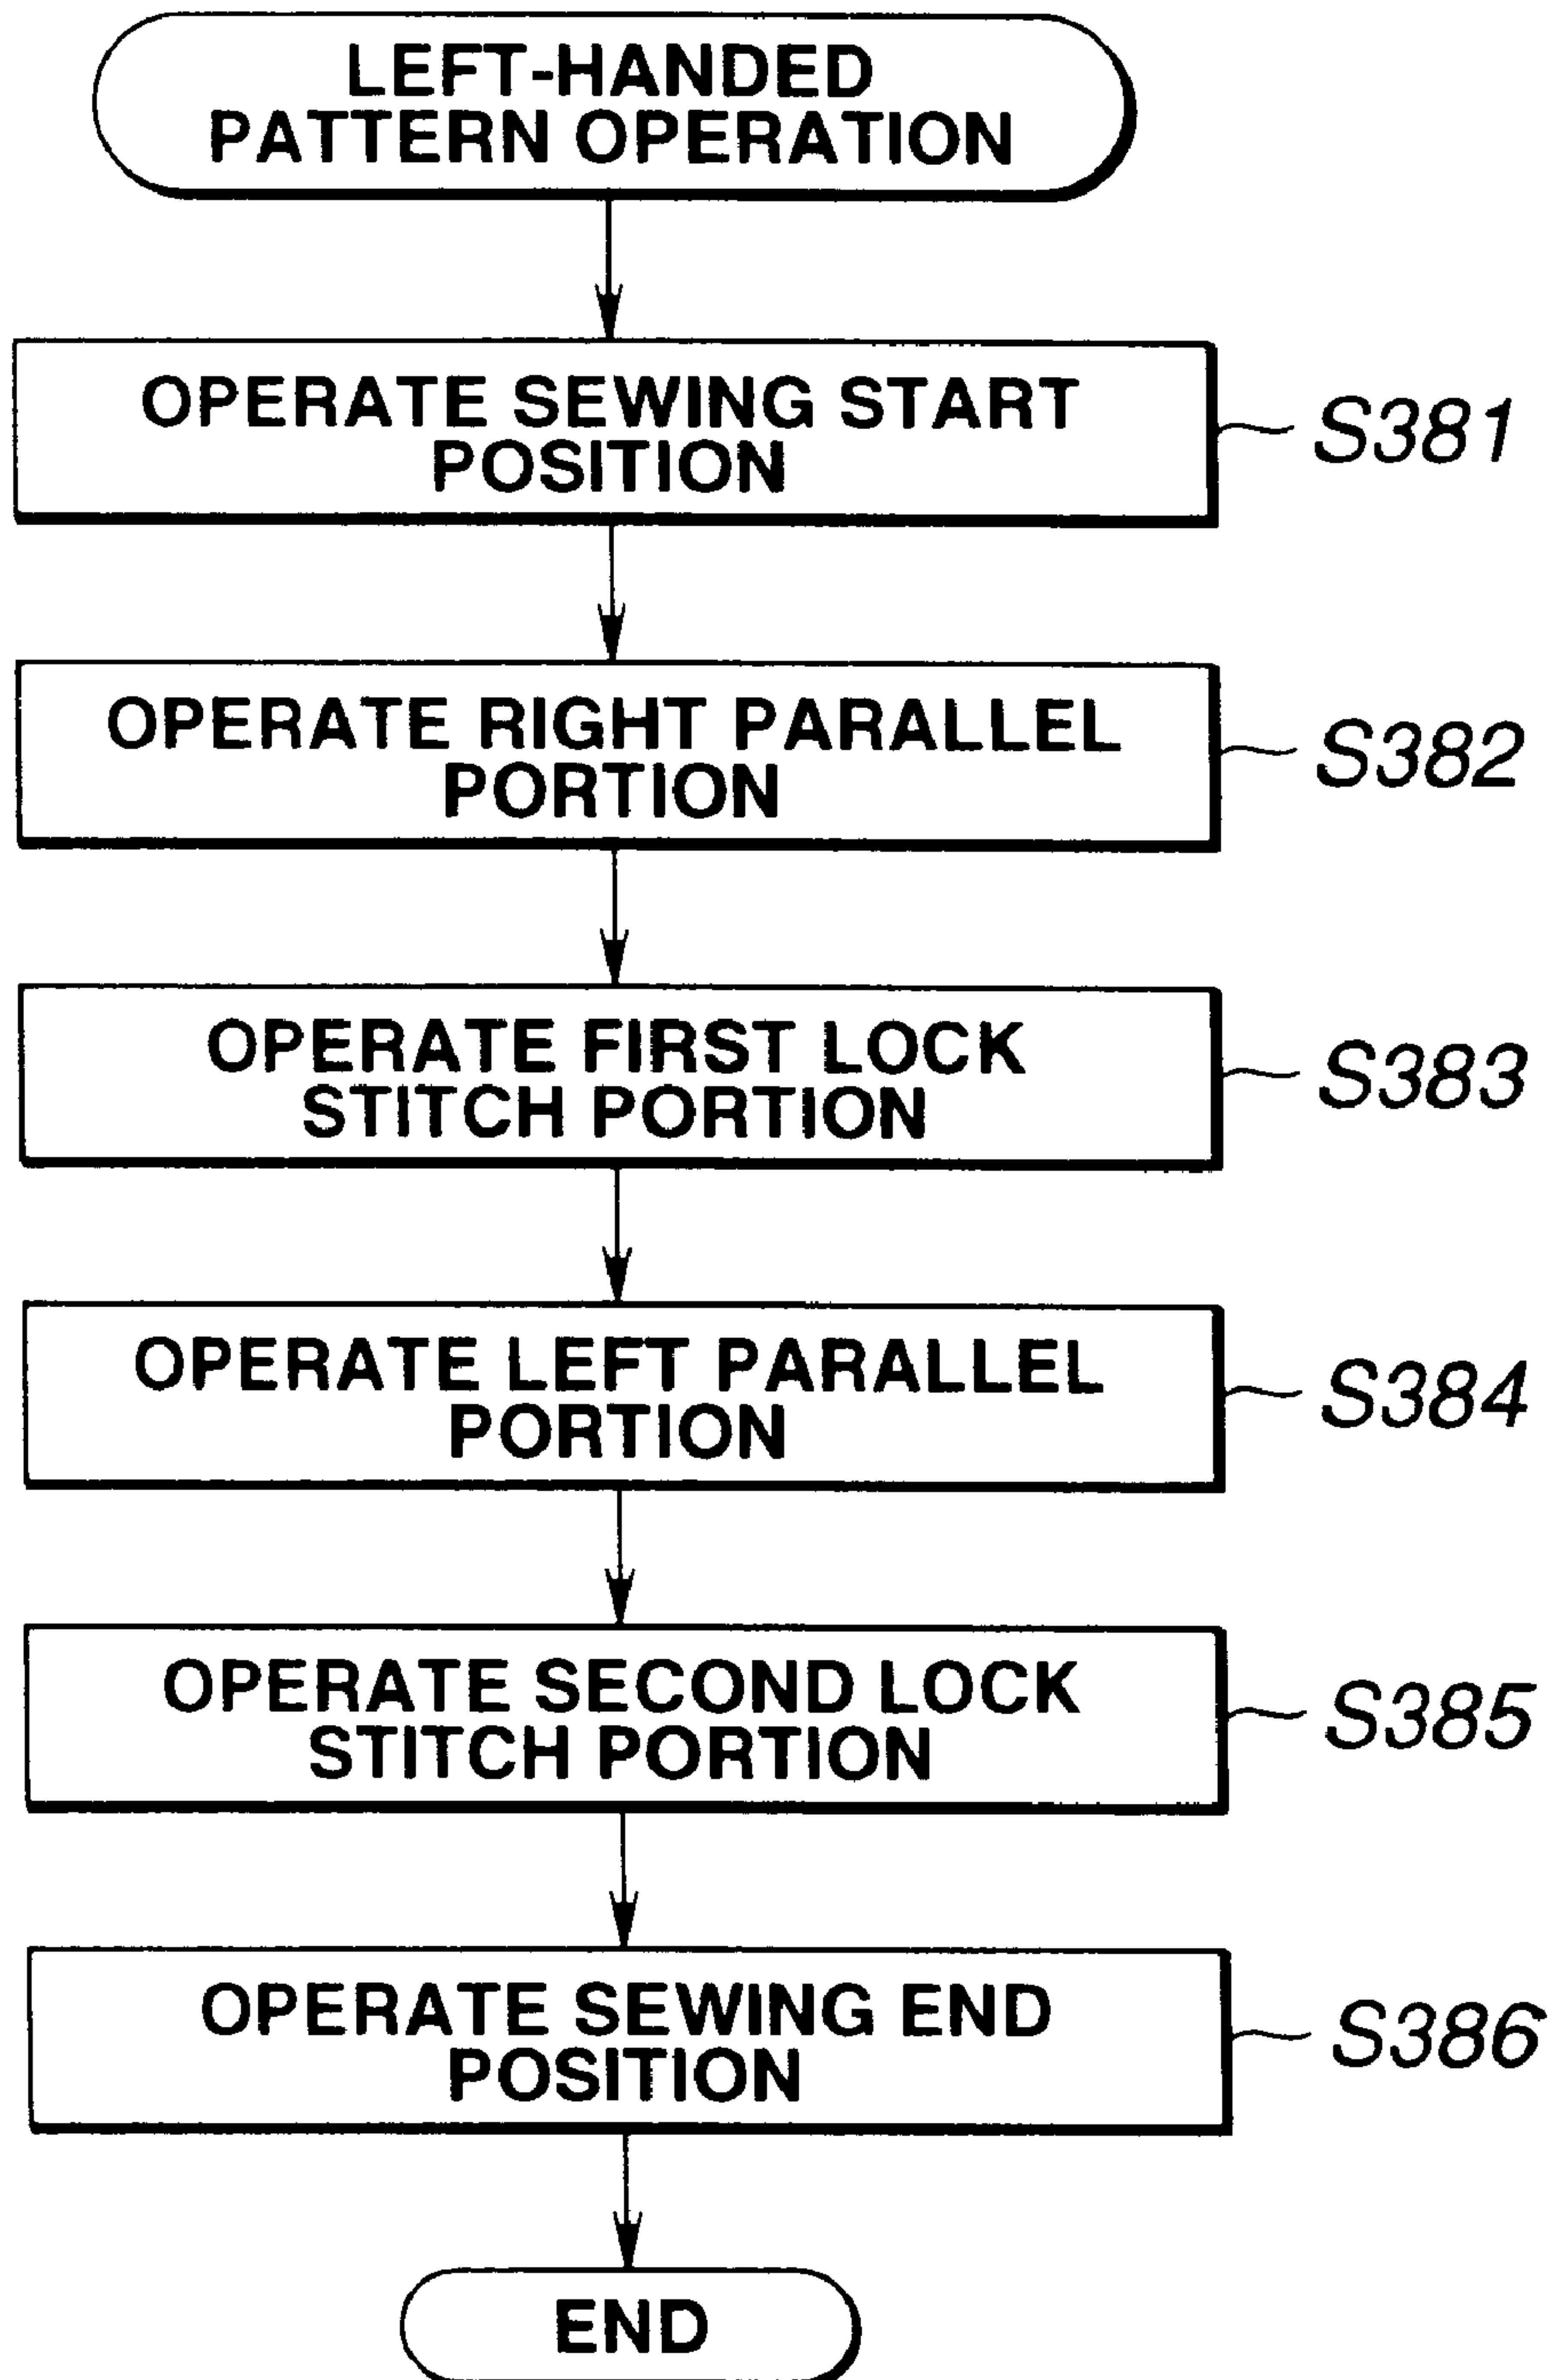 LEFT-HANDED
PATTERN OPERATION
OPERATE SEWING START
POSITION
S381
OPERATE RIGHT PARALLEL
PORTION
S382
OPERATE FIRST LOCK
STITCH PORTION
S383
OPERATE LEFT PARALLEL
PORTION
S384
OPERATE SECOND LOCK
STITCH PORTION
S385
OPERATE SEWING END
POSITION
S386
END